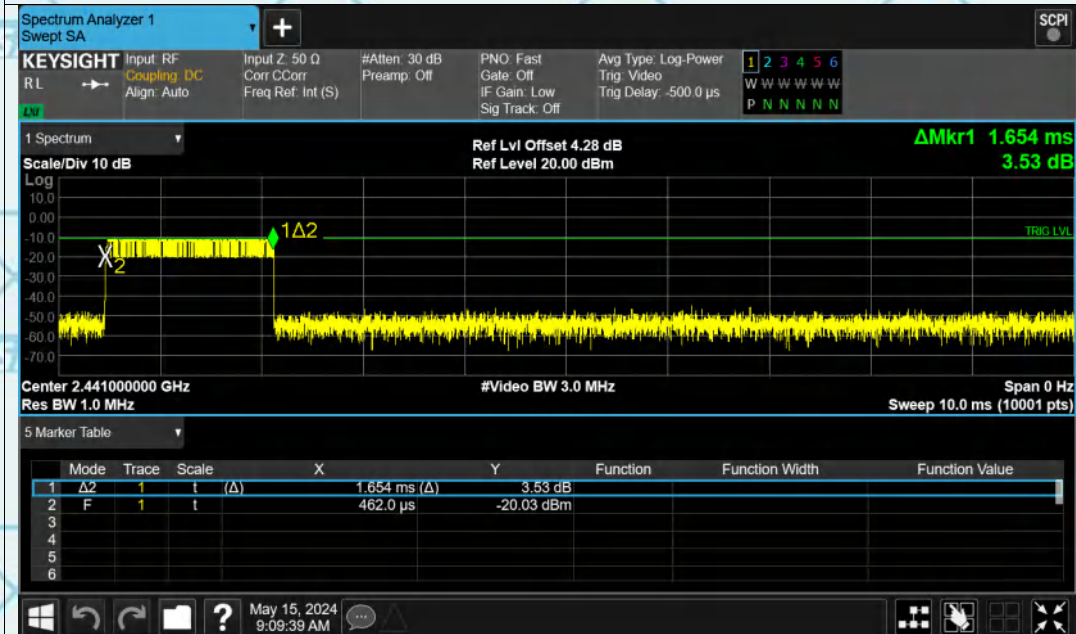 Spectrum Analyzer 1
Swept SA
+
SCPI
KEYSIGHT
R L
LXI
Input: RF
Coupling: DC
Align: Auto
Input Z: 50 Ω
Corr CCorr
Freq Ref: Int (S)
#Atten: 30 dB
Preamp: Off
PNO: Fast
Gate: Off
IF Gain: Low
Sig Track: Off
Avg Type: Log-Power
Trig: Video
Trig Delay: -500.0 µs
1 2 3 4 5 6
W W W W W W
P N N N N N
1 Spectrum
Scale/Div 10 dB
Ref Lvl Offset 4.28 dB
Ref Level 20.00 dBm
ΔMkr1 1.654 ms
3.53 dB
Log
10.0
0.00
-10.0
-20.0
-30.0
-40.0
-50.0
-60.0
-70.0
1Δ2
X2
TRIG LVL
Center 2.441000000 GHz
#Video BW 3.0 MHz
Span 0 Hz
Res BW 1.0 MHz
Sweep 10.0 ms (10001 pts)
5 Marker Table
Mode Trace Scale X Y Function Function Width Function Value
1 Δ2 1 t (Δ) 1.654 ms (Δ) 3.53 dB
2 F 1 t 462.0 µs -20.03 dBm
3
4
5
6
?
May 15, 2024
9:09:39 AM